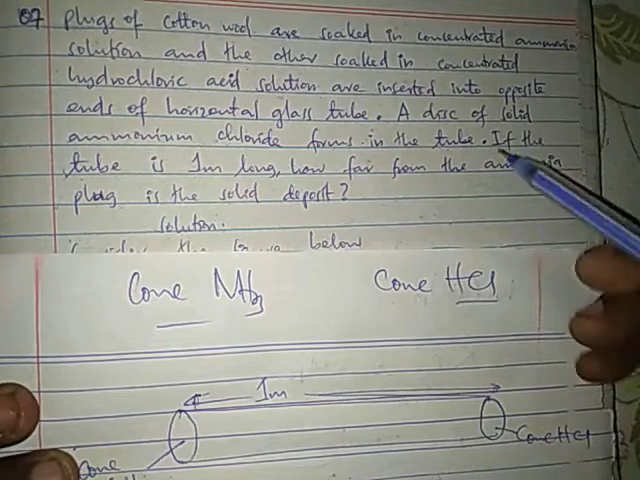 07 plugs of cotton wool are soaked in concentrated ammonia
solution and the other soaked in concentrated
hydrochloric acid solution are inserted into opposite
ends of horizontal glass tube. A disc of solid
ammonium chloride forms in the tube. If the
tube is 1m long, how far from the
plug is the solid deposit?
solution.
below
Conc NH3
Conc HCl
1m
Conc HCl
Conc